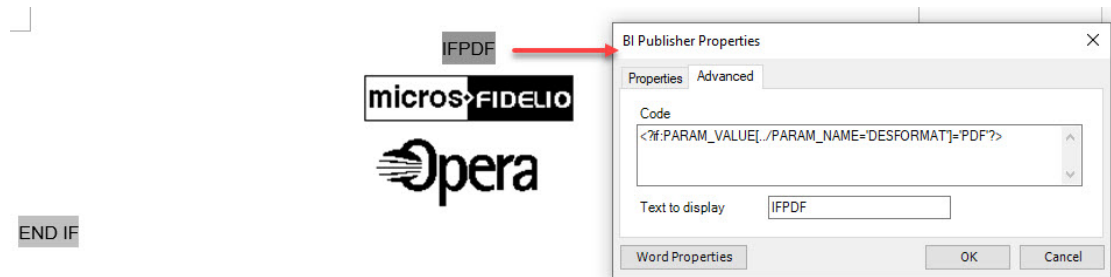 IFPDF
micros FIDELIO
Opera
END IF
BI Publisher Properties
Properties Advanced
Code
<?if:PARAM_VALUE[../PARAM_NAME='DESFORMAT']='PDF'?>
Text to display IFPDF
Word Properties OK Cancel